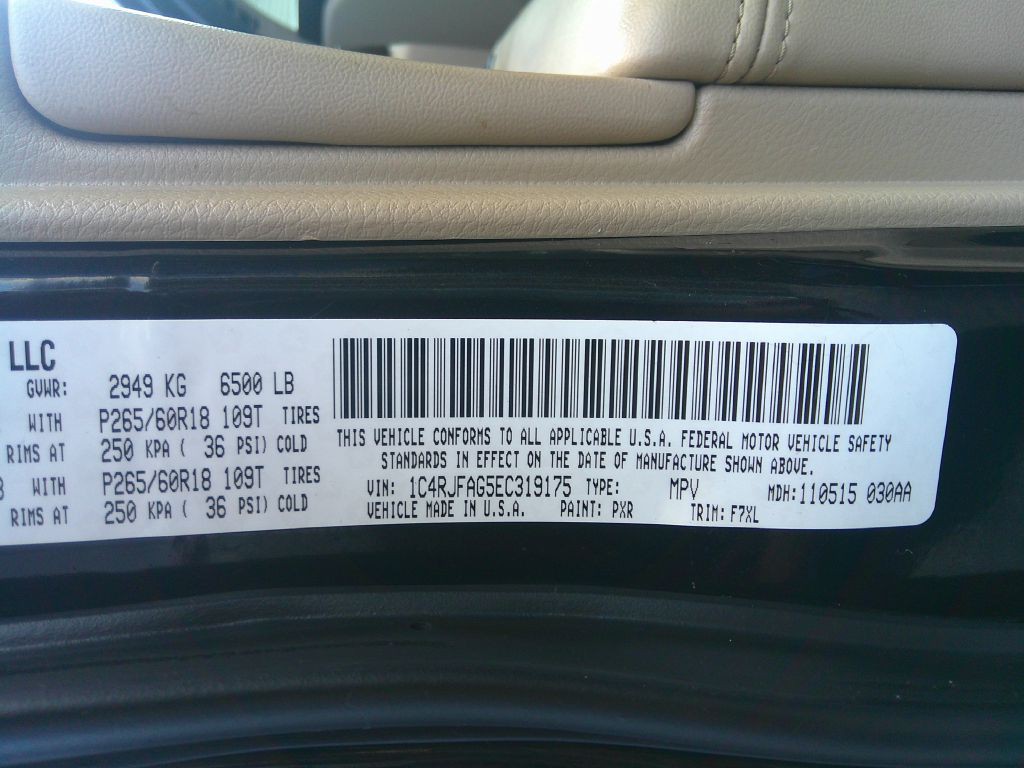 LLC
GVWR: 2949 KG 6500 LB
WITH P265/60R18 109T TIRES
RIMS AT 250 KPA ( 36 PSI) COLD
WITH P265/60R18 109T TIRES
RIMS AT 250 KPA ( 36 PSI) COLD
THIS VEHICLE CONFORMS TO ALL APPLICABLE U.S.A. FEDERAL MOTOR VEHICLE SAFETY
STANDARDS IN EFFECT ON THE DATE OF MANUFACTURE SHOWN ABOVE.
VIN: 1C4RJFAG5EC319175 TYPE: MPV MDH:110515 030AA
VEHICLE MADE IN U.S.A. PAINT: PXR TRIM: F7XL